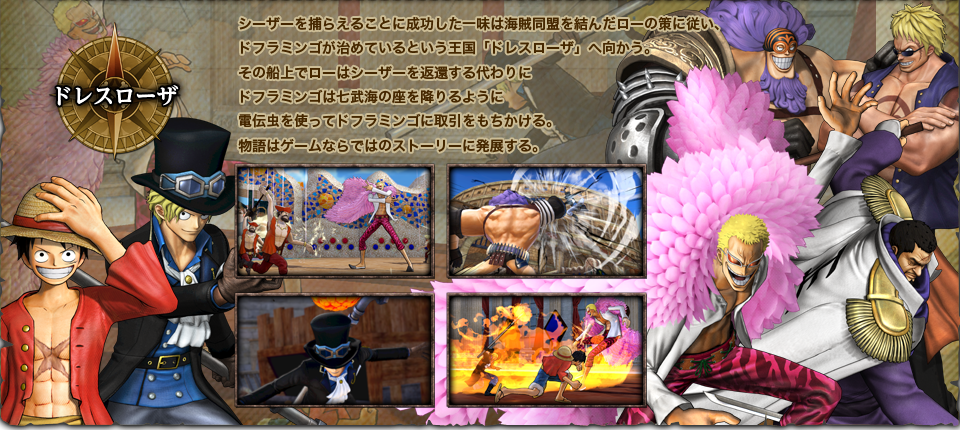 シーザーを捕らえることに成功した一味は海賊同盟を結んだローの策に従い、
ドフラミンゴが治めているという王国「ドレスローザ」へ向かう。
その船上でローはシーザーを返還する代わりに
ドフラミンゴは七武海の座を降りるように
電伝虫を使ってドフラミンゴに取引をもちかける。
物語はゲームならではのストーリーに発展する。
ドレスローザ